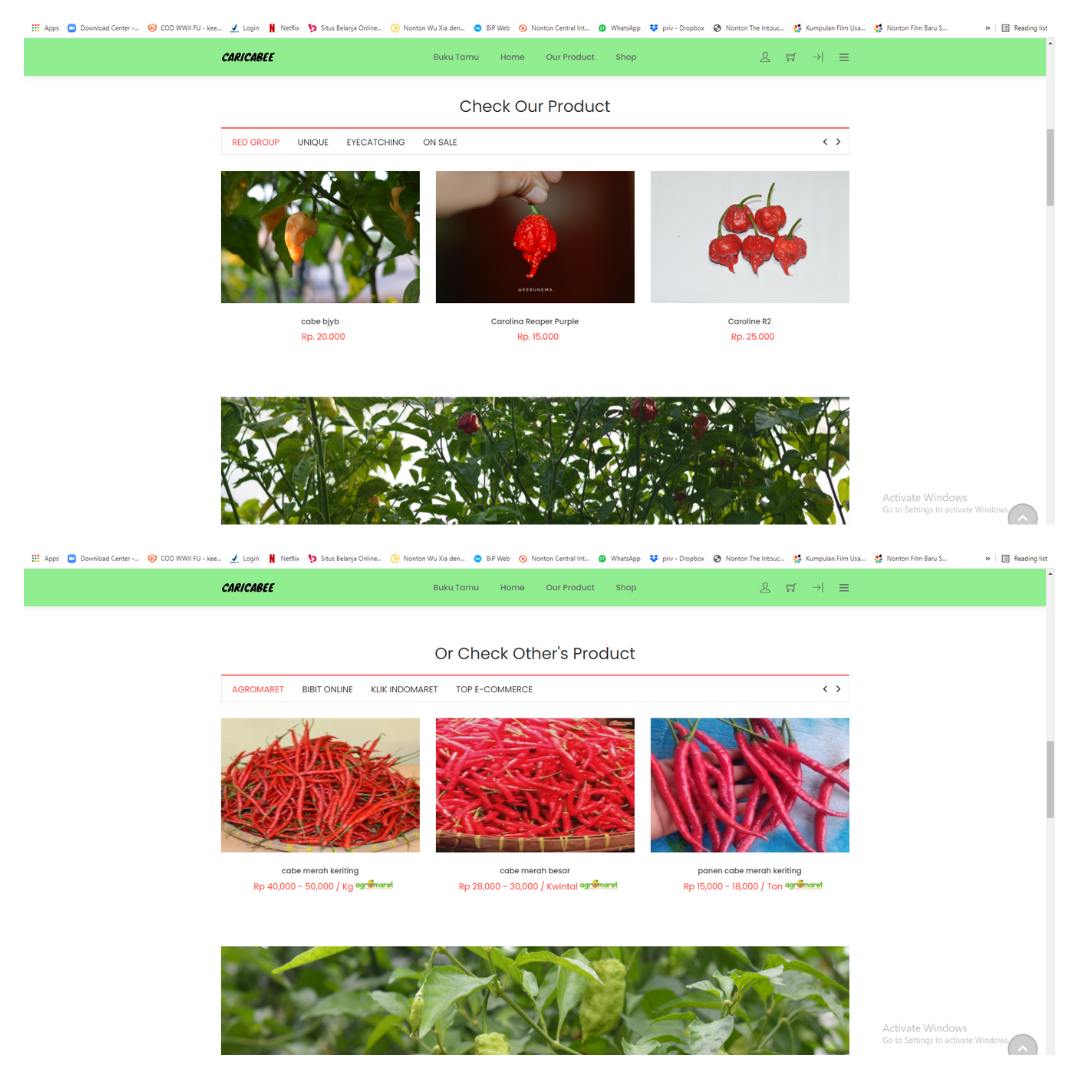 Apps Download Center -... COD WWII FU - kee... Login Netflix Situs Belanja Online... Nonton Wu Xia den... BiP Web Nonton Central Int... WhatsApp priv - Dropbox Nonton The Intouc... Kumpulan Film Usa... Nonton Film Baru S... » Reading list
CARICABEE Buku Tamu Home Our Product Shop
Check Our Product
RED GROUP UNIQUE EYECATCHING ON SALE
@KEBUNEMA
cabe bjyb Carolina Reaper Purple Caroline R2
Rp. 20.000 Rp. 15.000 Rp. 25.000
Activate Windows
Go to Settings to activate Windows.
Apps Download Center -... COD WWII FU - kee... Login Netflix Situs Belanja Online... Nonton Wu Xia den... BiP Web Nonton Central Int... WhatsApp priv - Dropbox Nonton The Intouc... Kumpulan Film Usa... Nonton Film Baru S... » Reading list
CARICABEE Buku Tamu Home Our Product Shop
Or Check Other's Product
AGROMARET BIBIT ONLINE KLIK INDOMARET TOP E-COMMERCE
cabe merah keriting cabe merah besar panen cabe merah keriting
Rp 40,000 - 50,000 / Kg agromaret Rp 28,000 - 30,000 / Kwintal agromaret Rp 15,000 - 18,000 / Ton agromaret
Activate Windows
Go to Settings to activate Windows.